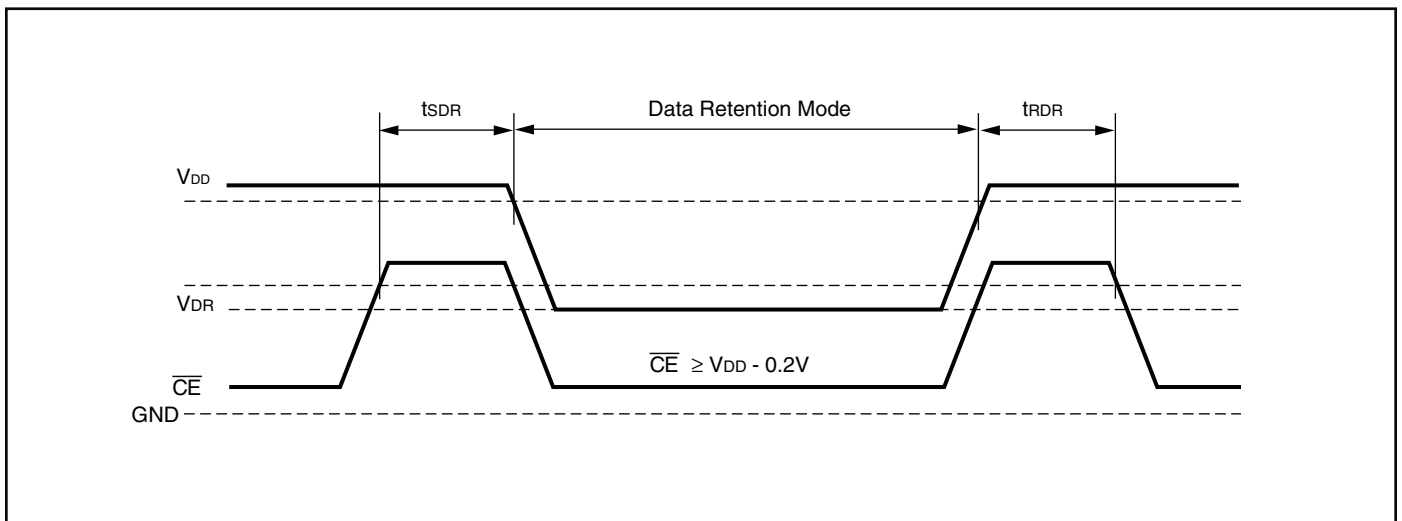 tSDR Data Retention Mode tRDR
VDD
VDR
CE ≥ VDD - 0.2V
CE
GND